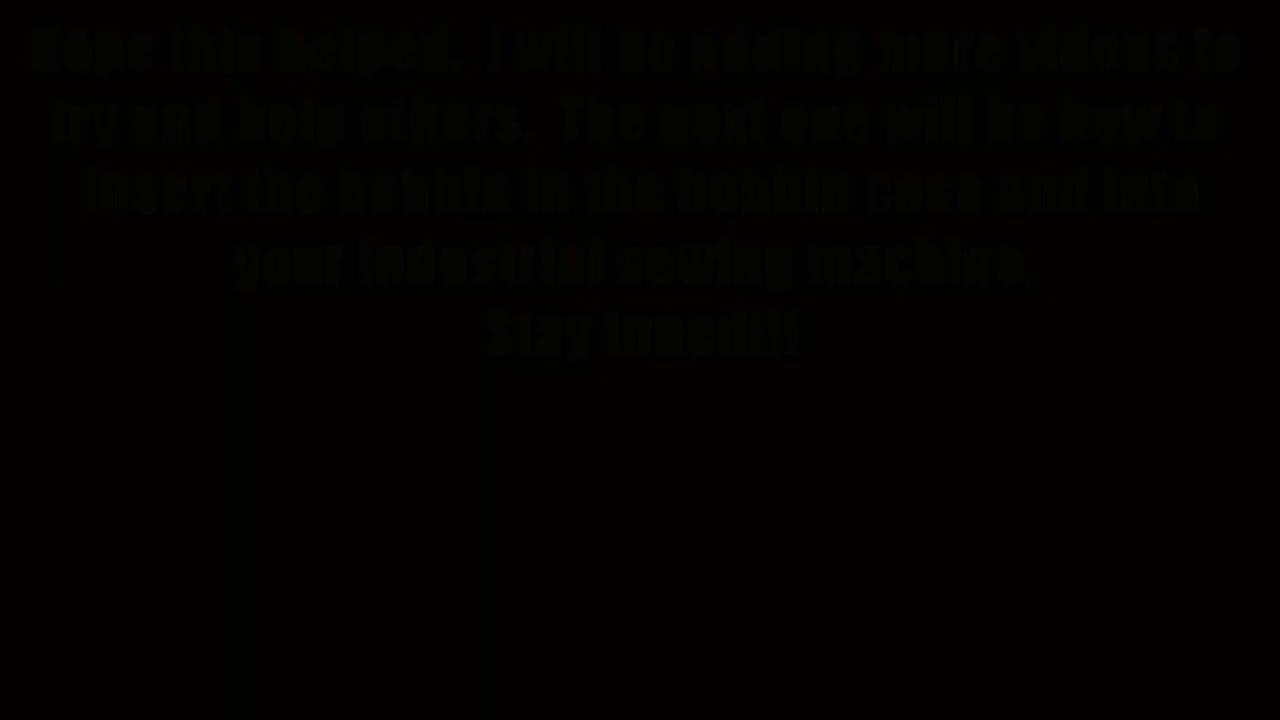 Hope this helped.  I will be adding more videos to
try and help others.  The next one will be how to
insert the bobbin in the bobbin case and into
your industrial sewing machine.
Stay tuned!!!